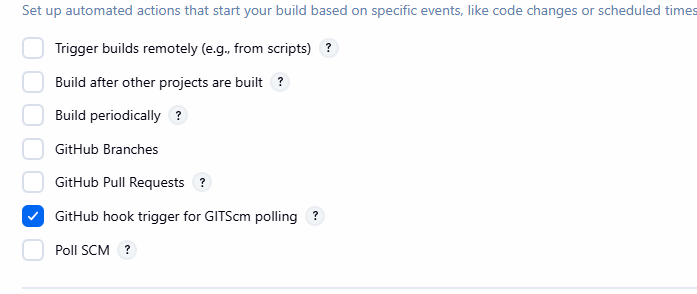 Set up automated actions that start your build based on specific events, like code changes or scheduled times
Trigger builds remotely (e.g., from scripts) ?
Build after other projects are built ?
Build periodically ?
GitHub Branches
GitHub Pull Requests ?
GitHub hook trigger for GITScm polling ?
Poll SCM ?